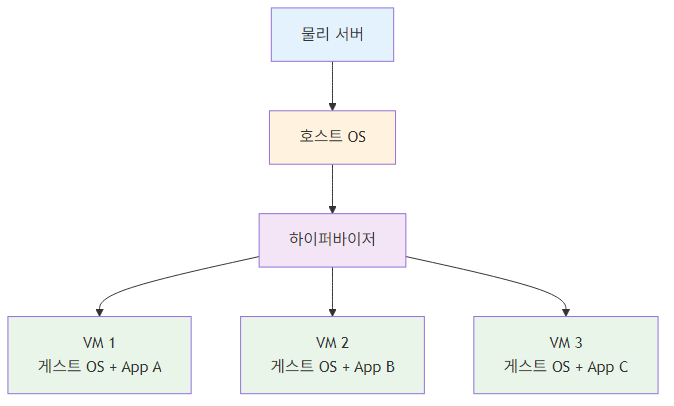 물리 서버
호스트 OS
하이퍼바이저
VM 1
게스트 OS + App A
VM 2
게스트 OS + App B
VM 3
게스트 OS + App C